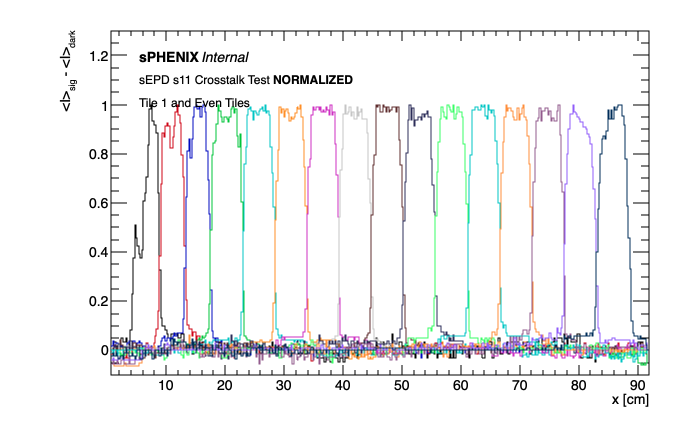 <I>sig - <I>dark
sPHENIX Internal
sEPD s11 Crosstalk Test NORMALIZED
Tile 1 and Even Tiles
1.2
1
0.8
0.6
0.4
0.2
0
10 20 30 40 50 60 70 80 90
x [cm]